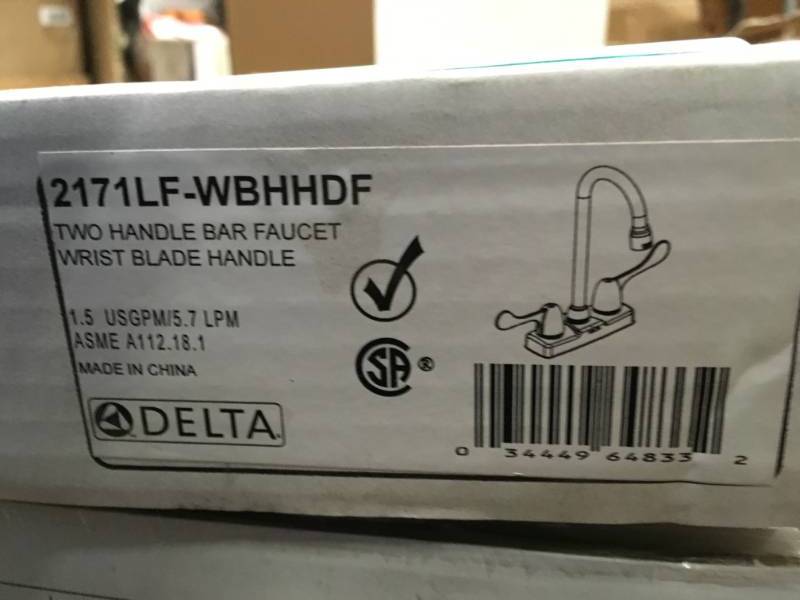 2171LF-WBHHDF
TWO HANDLE BAR FAUCET
WRIST BLADE HANDLE
1.5 USGPM/5.7 LPM
ASME A112.18.1
MADE IN CHINA
DELTA
SA ®
0 34449 64833 2